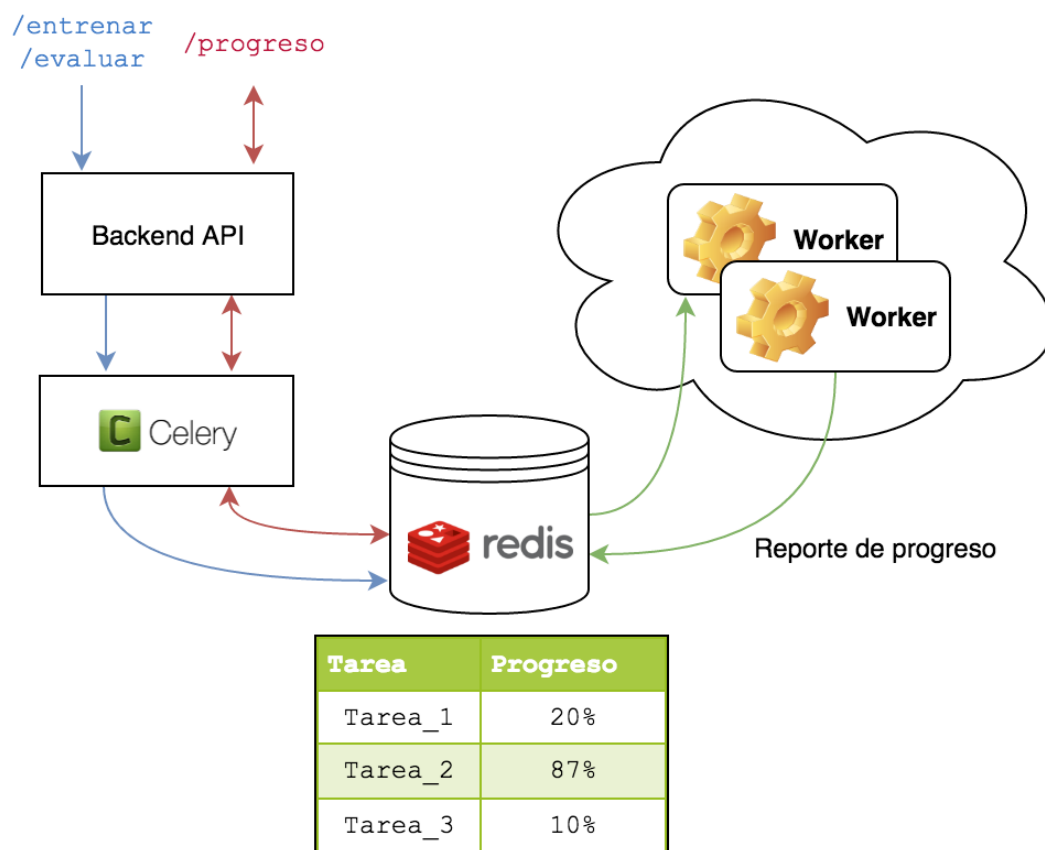 /entrenar
/evaluar
/progreso
Backend API
Worker
Worker
C Celery
redis
Reporte de progreso
Tarea Progreso
Tarea_1 20%
Tarea_2 87%
Tarea_3 10%